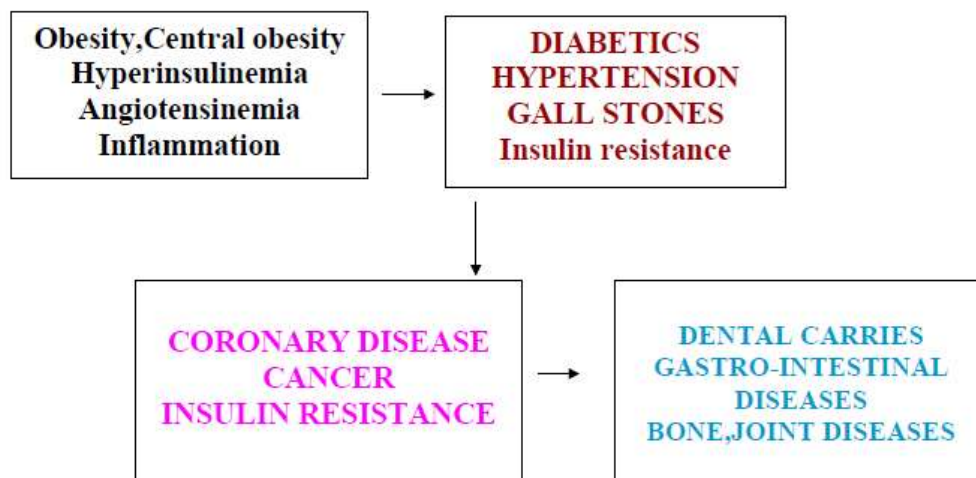 Obesity,Central obesity
Hyperinsulinemia
Angiotensinemia
Inflammation
DIABETICS
HYPERTENSION
GALL STONES
Insulin resistance
CORONARY DISEASE
CANCER
INSULIN RESISTANCE
DENTAL CARRIES
GASTRO-INTESTINAL
DISEASES
BONE,JOINT DISEASES